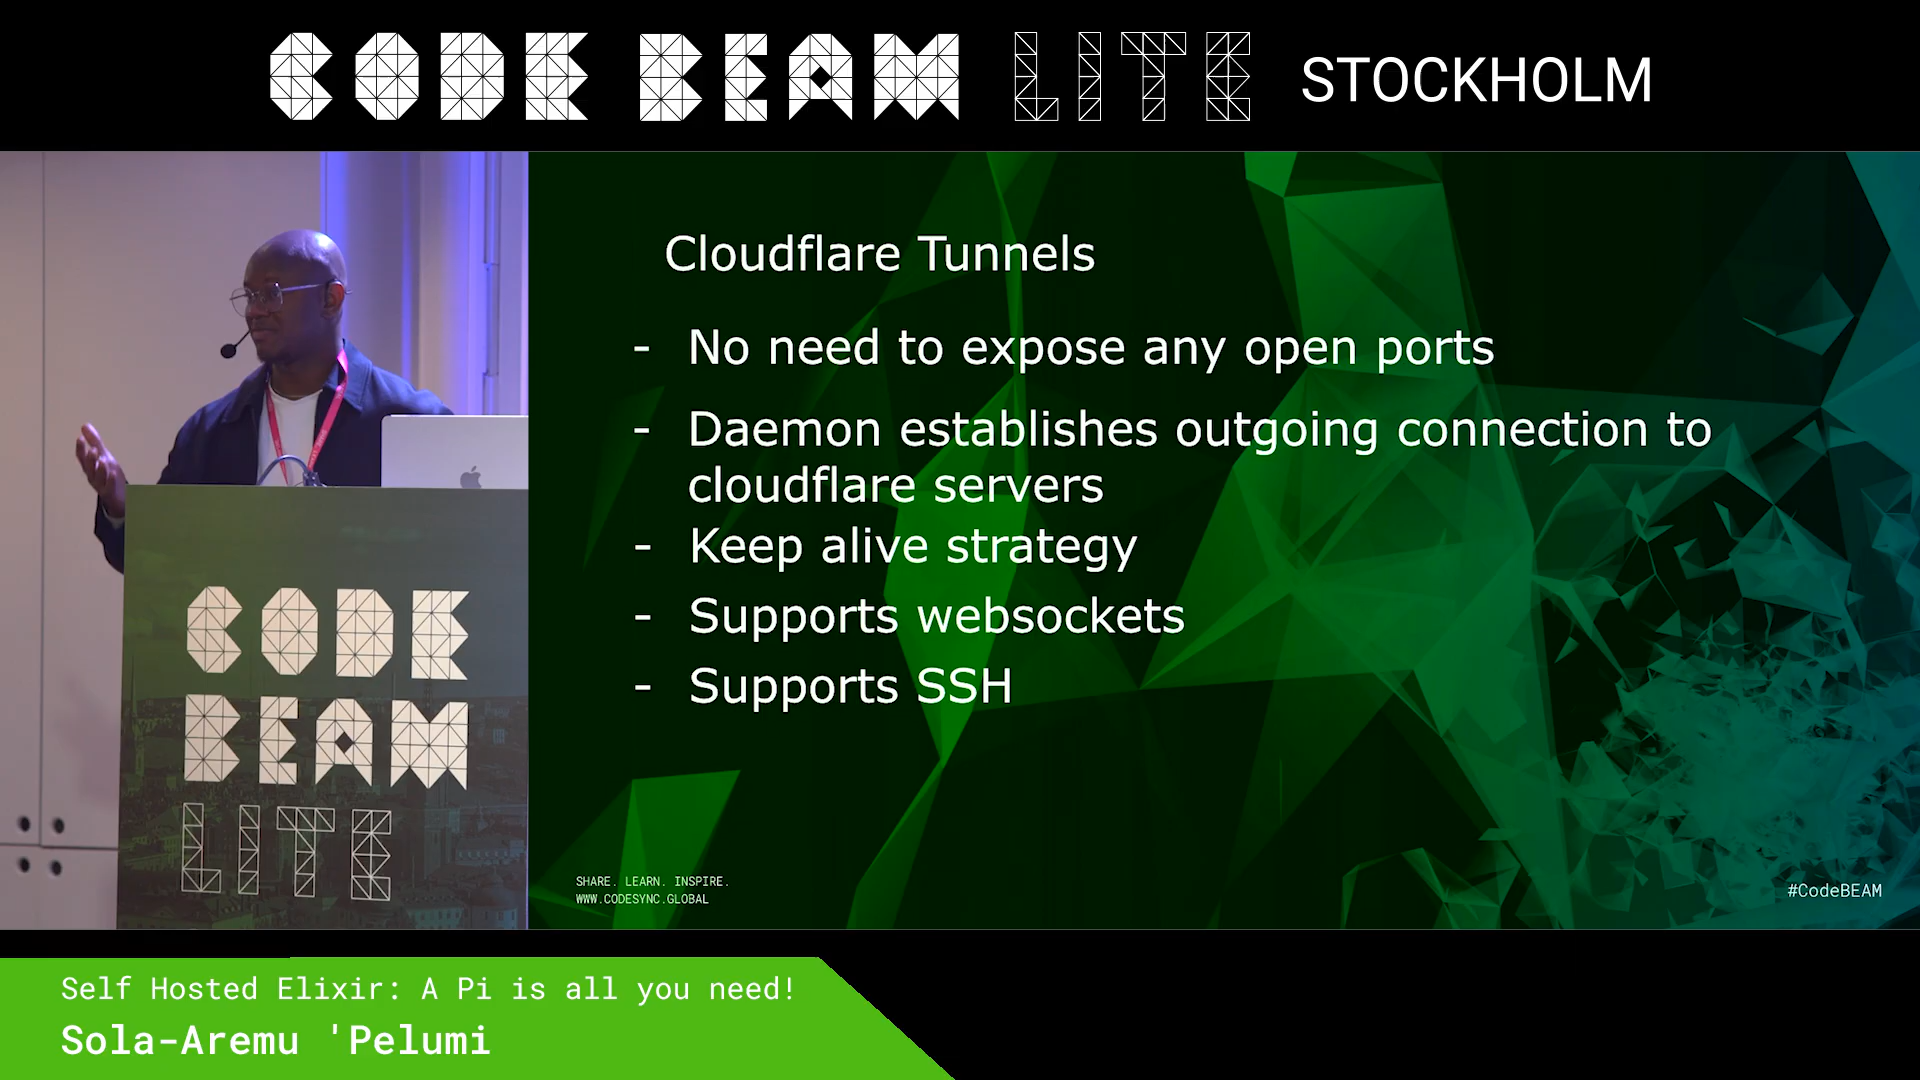 CODE BEAM LITE STOCKHOLM
Cloudflare Tunnels
- No need to expose any open ports
- Daemon establishes outgoing connection to
cloudflare servers
- Keep alive strategy
- Supports websockets
- Supports SSH
CODE
BEAM
LITE
SHARE. LEARN. INSPIRE.
WWW.CODESYNC.GLOBAL
#CodeBEAM
Self Hosted Elixir: A Pi is all you need!
Sola-Aremu 'Pelumi